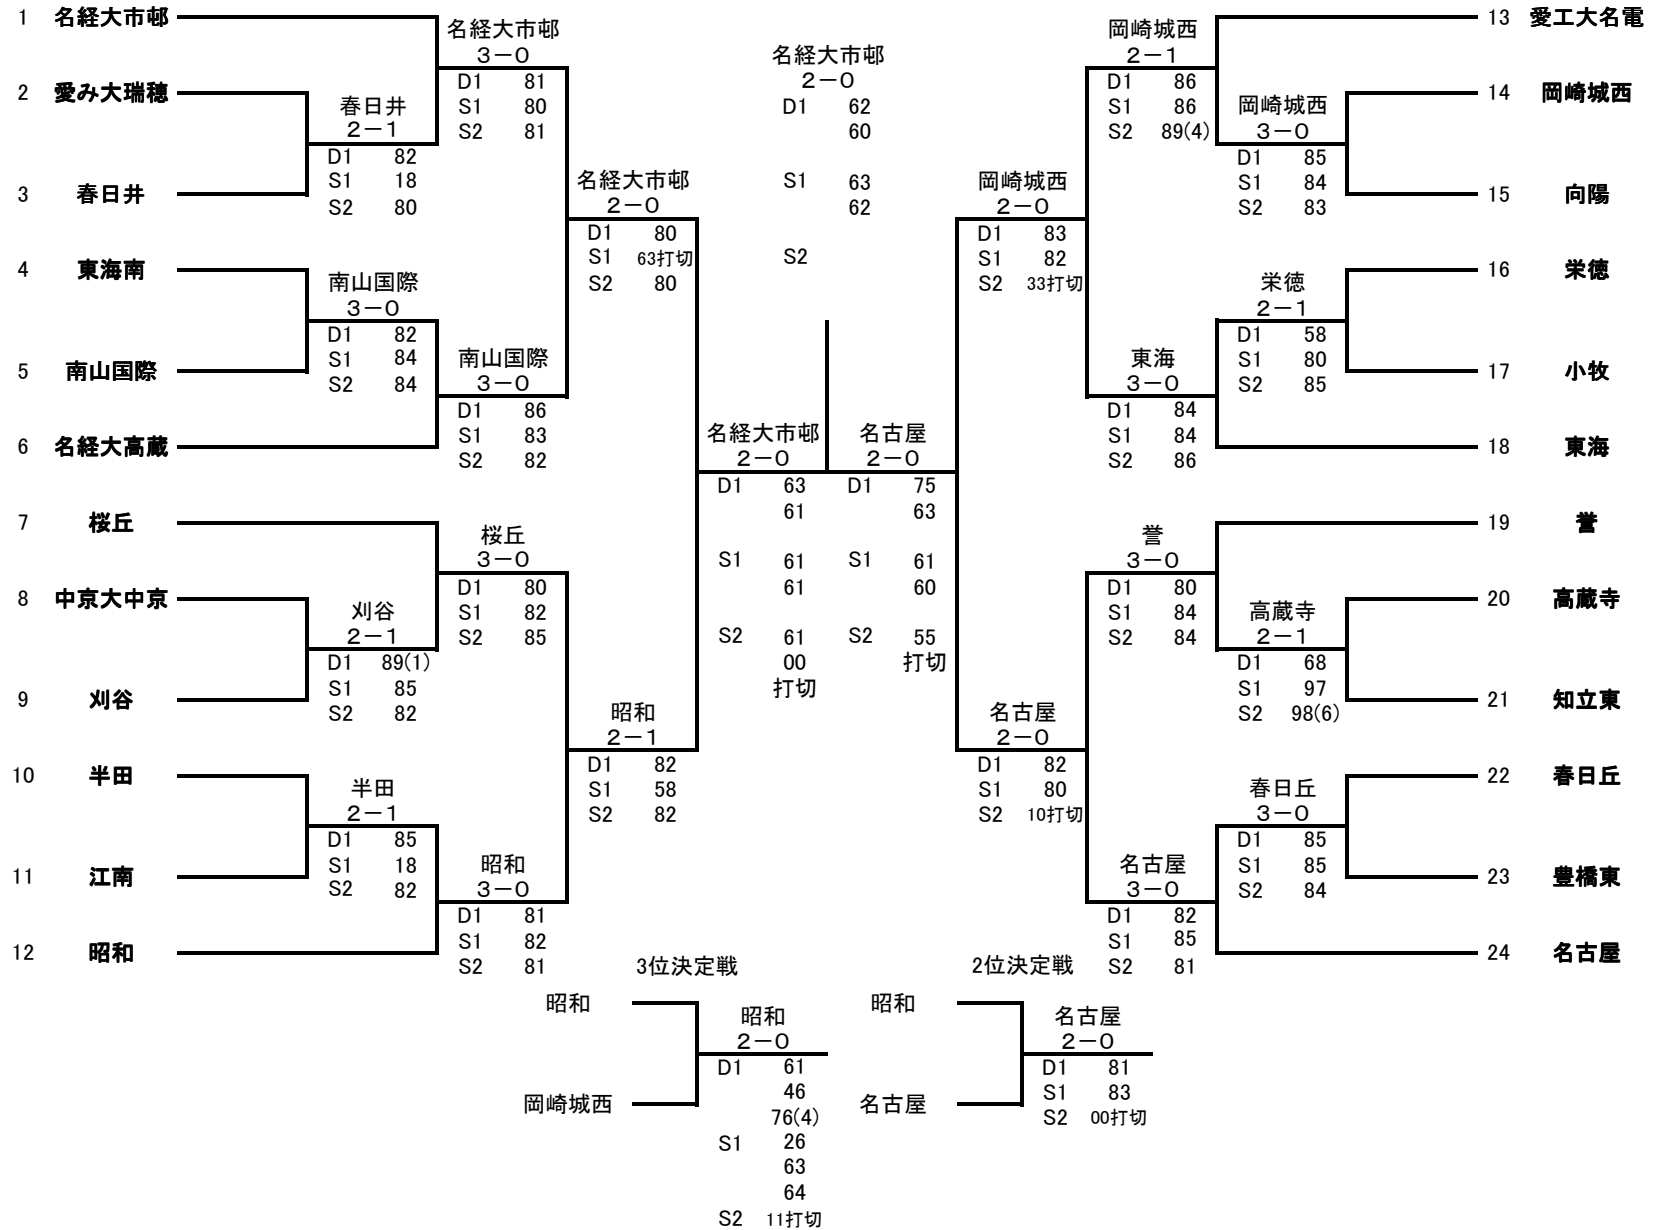 1 名経大市邨
2 愛み大瑞穂
3 春日井
4 東海南
5 南山国際
6 名経大高蔵
7 桜丘
8 中京大中京
9 刈谷
10 半田
11 江南
12 昭和
春日井
2－1
D1 82
S1 18
S2 80
南山国際
3－0
D1 82
S1 84
S2 84
刈谷
2－1
D1 89(1)
S1 85
S2 82
半田
2－1
D1 85
S1 18
S2 82
名経大市邨
3－0
D1 81
S1 80
S2 81
南山国際
3－0
D1 86
S1 83
S2 82
桜丘
3－0
D1 80
S1 82
S2 85
昭和
3－0
D1 81
S1 82
S2 81
名経大市邨
2－0
D1 80
S1 63打切
S2 80
昭和
2－1
D1 82
S1 58
S2 82
名経大市邨
2－0
D1 63
61
S1 61
61
S2 61
00
打切
名経大市邨
2－0
D1 62
60
S1 63
62
S2
名古屋
2－0
D1 75
63
S1 61
60
S2 55
打切
岡崎城西
2－0
D1 83
S1 82
S2 33打切
名古屋
2－0
D1 82
S1 80
S2 10打切
岡崎城西
2－1
D1 86
S1 86
S2 89(4)
東海
3－0
D1 84
S1 84
S2 86
誉
3－0
D1 80
S1 84
S2 84
名古屋
3－0
D1 82
S1 85
S2 81
岡崎城西
3－0
D1 85
S1 84
S2 83
栄徳
2－1
D1 58
S1 80
S2 85
高蔵寺
2－1
D1 68
S1 97
S2 98(6)
春日丘
3－0
D1 85
S1 85
S2 84
13 愛工大名電
14 岡崎城西
15 向陽
16 栄徳
17 小牧
18 東海
19 誉
20 高蔵寺
21 知立東
22 春日丘
23 豊橋東
24 名古屋
3位決定戦
昭和
岡崎城西
昭和
2－0
D1 61
46
76(4)
S1 26
63
64
S2 11打切
2位決定戦
昭和
名古屋
名古屋
2－0
D1 81
S1 83
S2 00打切